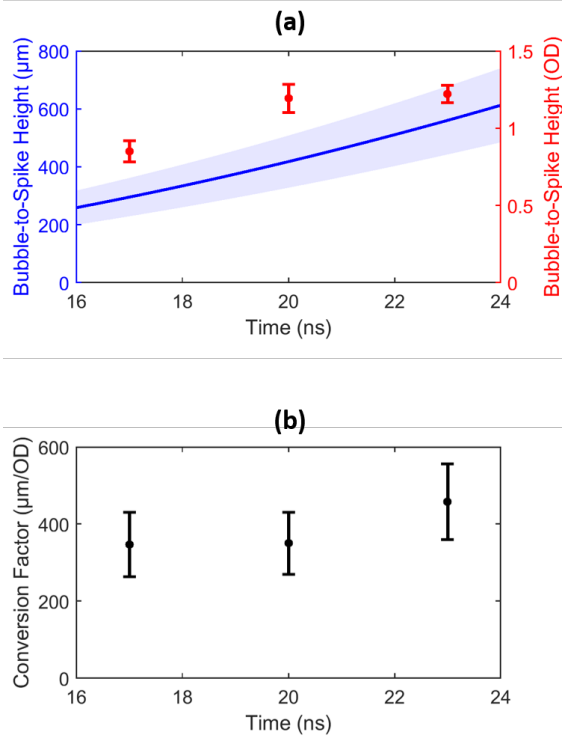 (a)
Bubble-to-Spike Height (μm)
800
600
400
200
0
1.5
1
0.5
0
Bubble-to-Spike Height (OD)
16 18 20 22 24
Time (ns)
(b)
Conversion Factor (μm/OD)
600
400
200
0
16 18 20 22 24
Time (ns)